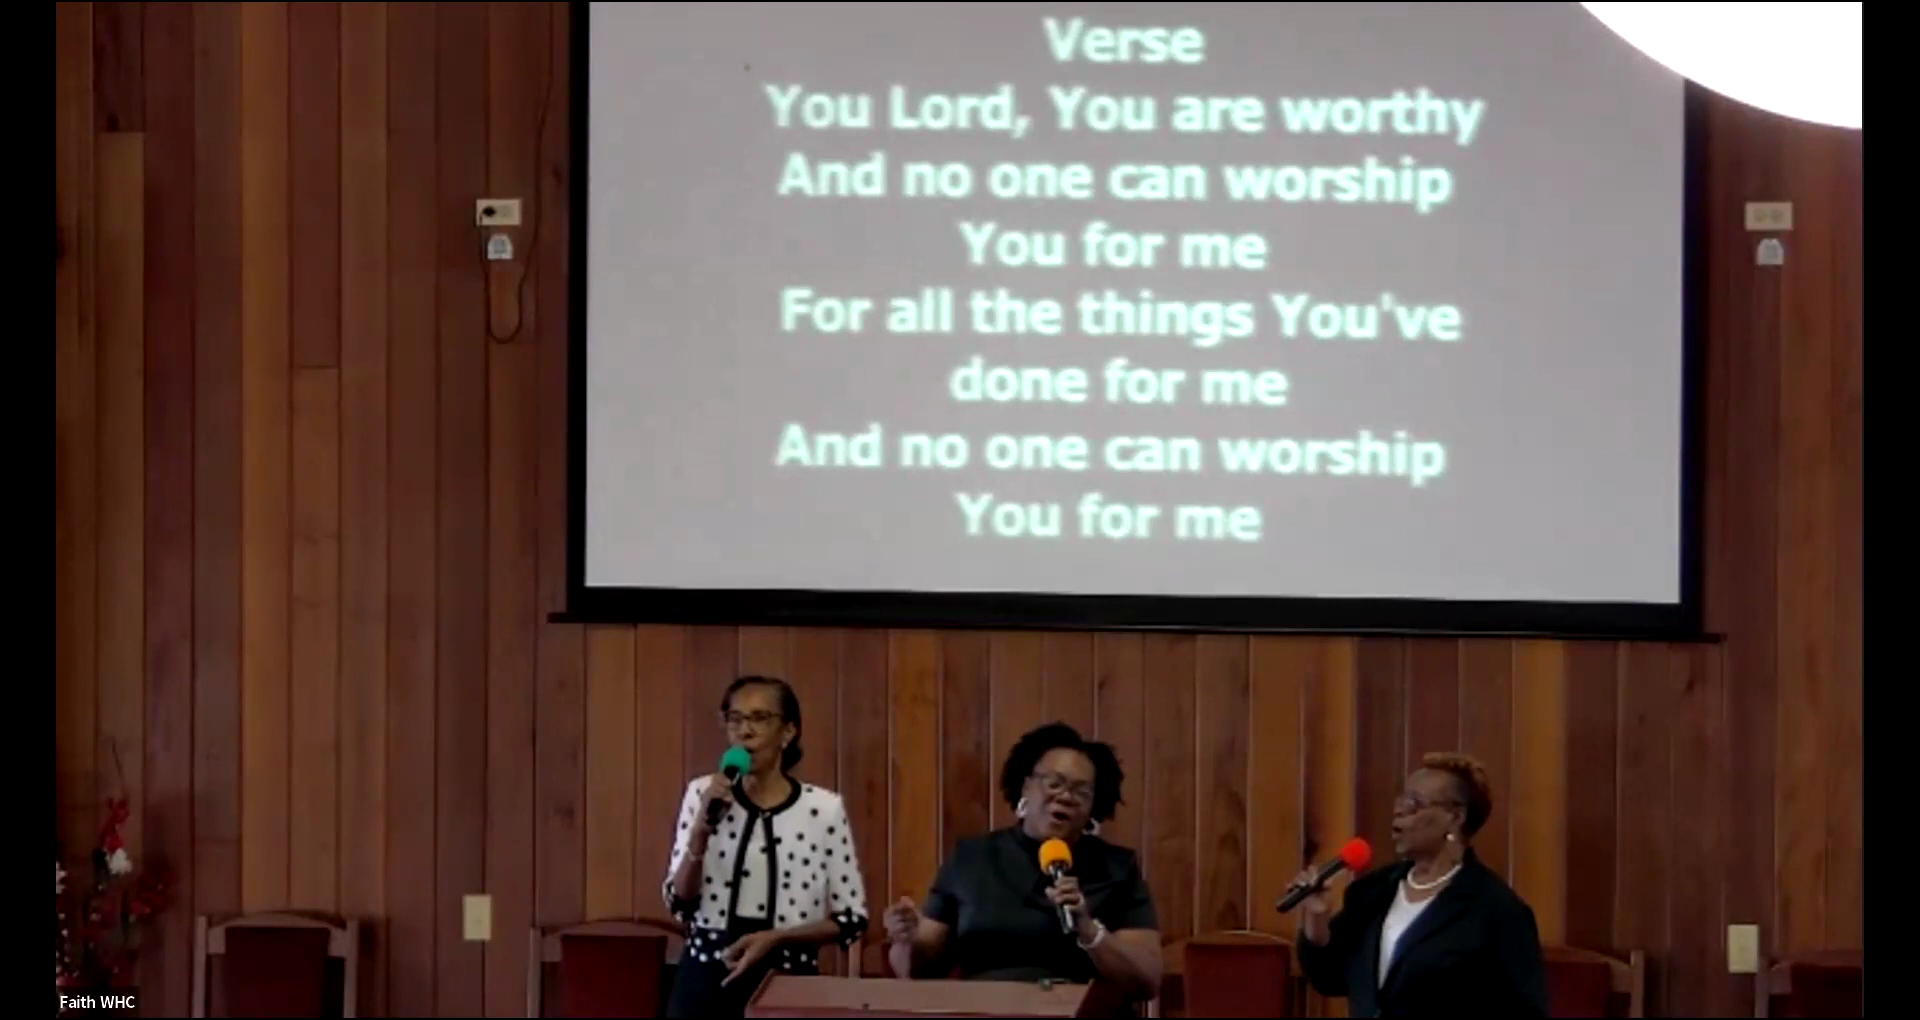 Verse
You Lord, You are worthy
And no one can worship
You for me
For all the things You've
done for me
And no one can worship
You for me
Faith WHC